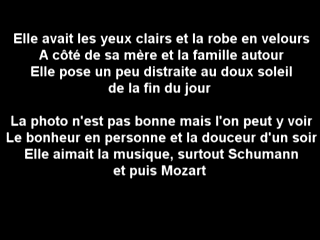 Elle avait les yeux clairs et la robe en velours
A côté de sa mère et la famille autour
Elle pose un peu distraite au doux soleil
de la fin du jour
La photo n'est pas bonne mais l'on peut y voir
Le bonheur en personne et la douceur d'un soir
Elle aimait la musique, surtout Schumann
et puis Mozart